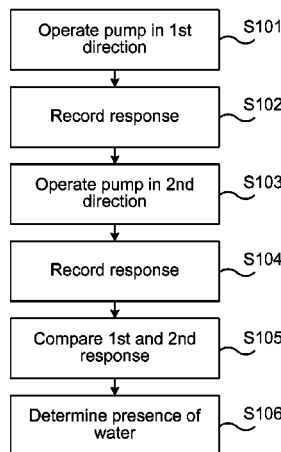 Operate pump in 1st
direction
S101
Record response
S102
Operate pump in 2nd
direction
S103
Record response
S104
Compare 1st and 2nd
response
S105
Determine presence of
water
S106